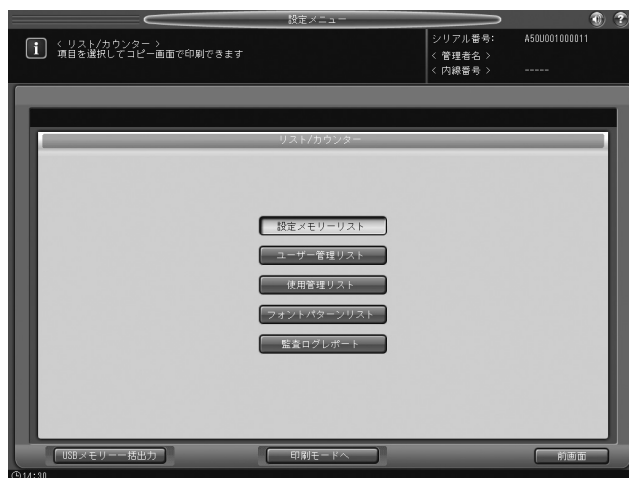 設定メニュー
< リスト/カウンター >
項目を選択してコピー画面で印刷できます
シリアル番号: A50U001000011
< 管理者名 >
< 内線番号 > -----
リスト/カウンター
設定メモリーリスト
ユーザー管理リスト
使用管理リスト
フォントパターンリスト
監査ログレポート
USBメモリー一括出力
印刷モードへ
前画面
14:30